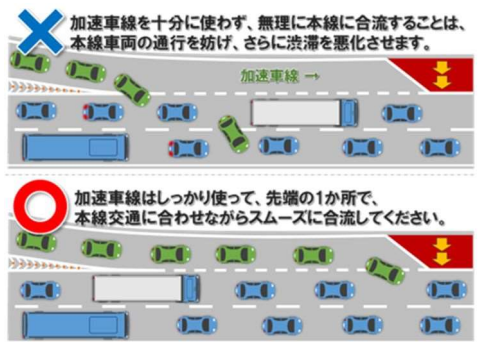 加速車線を十分に使わず、無理に本線に合流することは、
本線車両の通行を妨げ、さらに渋滞を悪化させます。
加速車線→
加速車線はしっかり使って、先端の1か所で、
本線交通に合わせながらスムーズに合流してください。